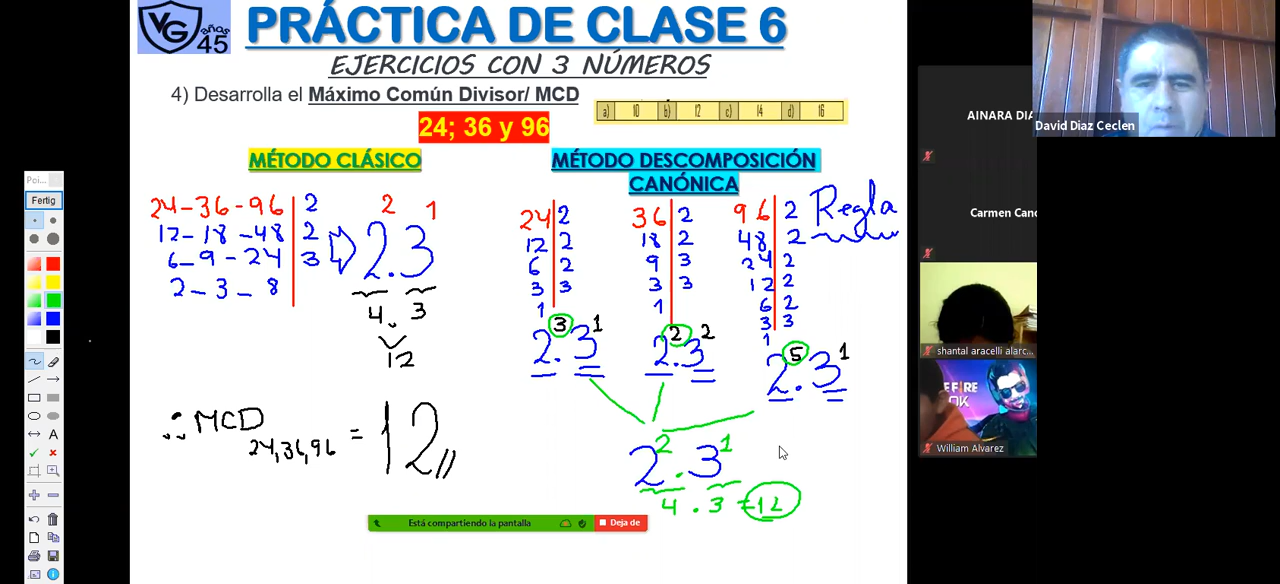 VG
años
45
PRÁCTICA DE CLASE 6
EJERCICIOS CON 3 NÚMEROS
4) Desarrolla el Máximo Común Divisor/ MCD
a) 10 b) 12 c) 14 d) 16
24; 36 y 96
MÉTODO CLÁSICO
24 - 36 - 96 | 2
12 - 18 - 48 | 2
6 - 9 - 24 | 3
2 - 3 - 8
2² . 3¹
4 . 3
12
∴ MCD 24,36,96 = 12
MÉTODO DESCOMPOSICIÓN
CANÓNICA
24 | 2
12 | 2
6 | 2
3 | 3
1
2³ . 3¹
36 | 2
18 | 2
9 | 3
3 | 3
1
2² . 3²
96 | 2
48 | 2
24 | 2
12 | 2
6 | 2
3 | 3
1
2⁵ . 3¹
Regla
2² . 3¹
4 . 3 = 12
Está compartiendo la pantalla
Deja de
Poi...
Fertig
A
David Diaz Ceclen
AINARA DIA
Carmen Cano
shantal aracelli alarc...
William Alvarez